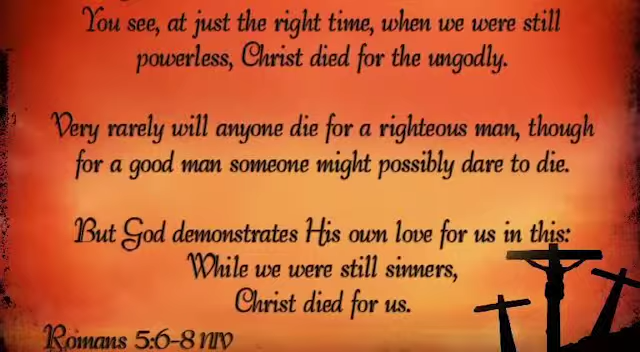 You see, at just the right time, when we were still
powerless, Christ died for the ungodly.
Very rarely will anyone die for a righteous man, though
for a good man someone might possibly dare to die.
But God demonstrates His own love for us in this:
While we were still sinners,
Christ died for us.
Romans 5:6-8 NIV